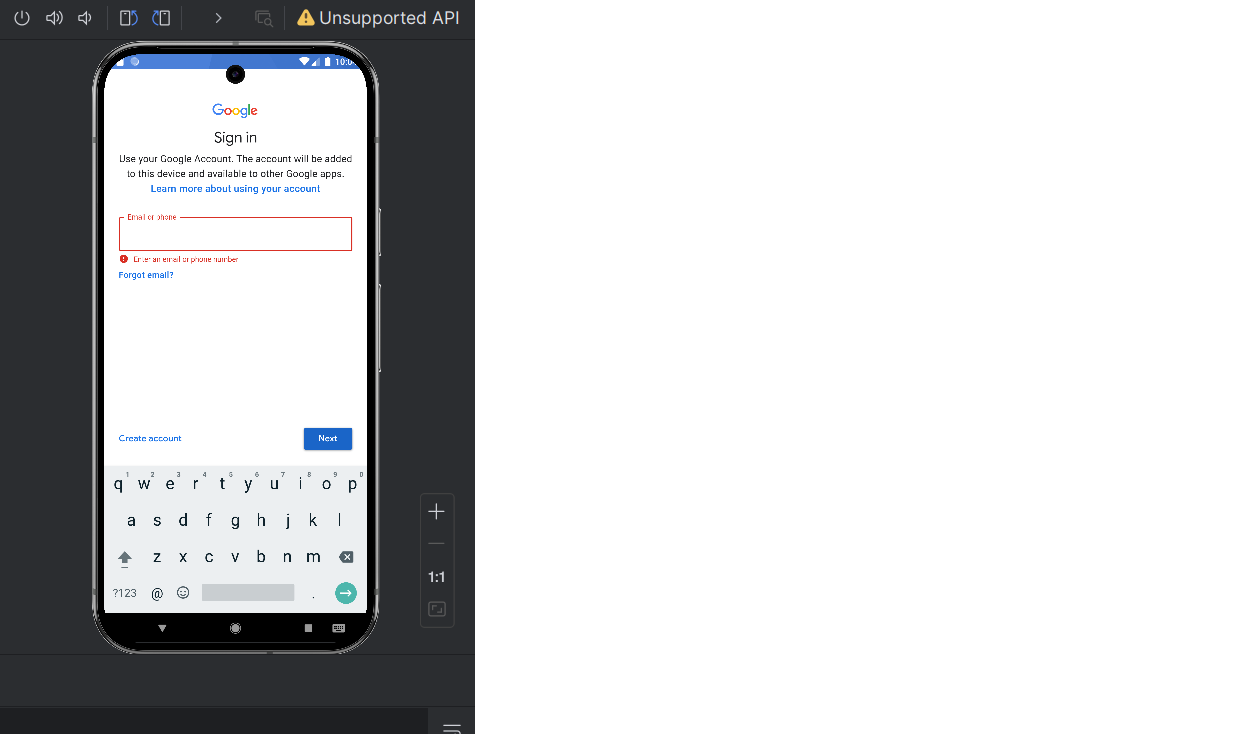 Unsupported API
Google
Sign in
Use your Google Account. The account will be added
to this device and available to other Google apps.
Learn more about using your account
Email or phone
Enter an email or phone number
Forgot email?
Create account
Next
q 1 w 2 e 3 r 4 t 5 y 6 u 7 i 8 o 9 p 0
a s d f g h j k l
z x c v b n m
?123 @ .
1:1